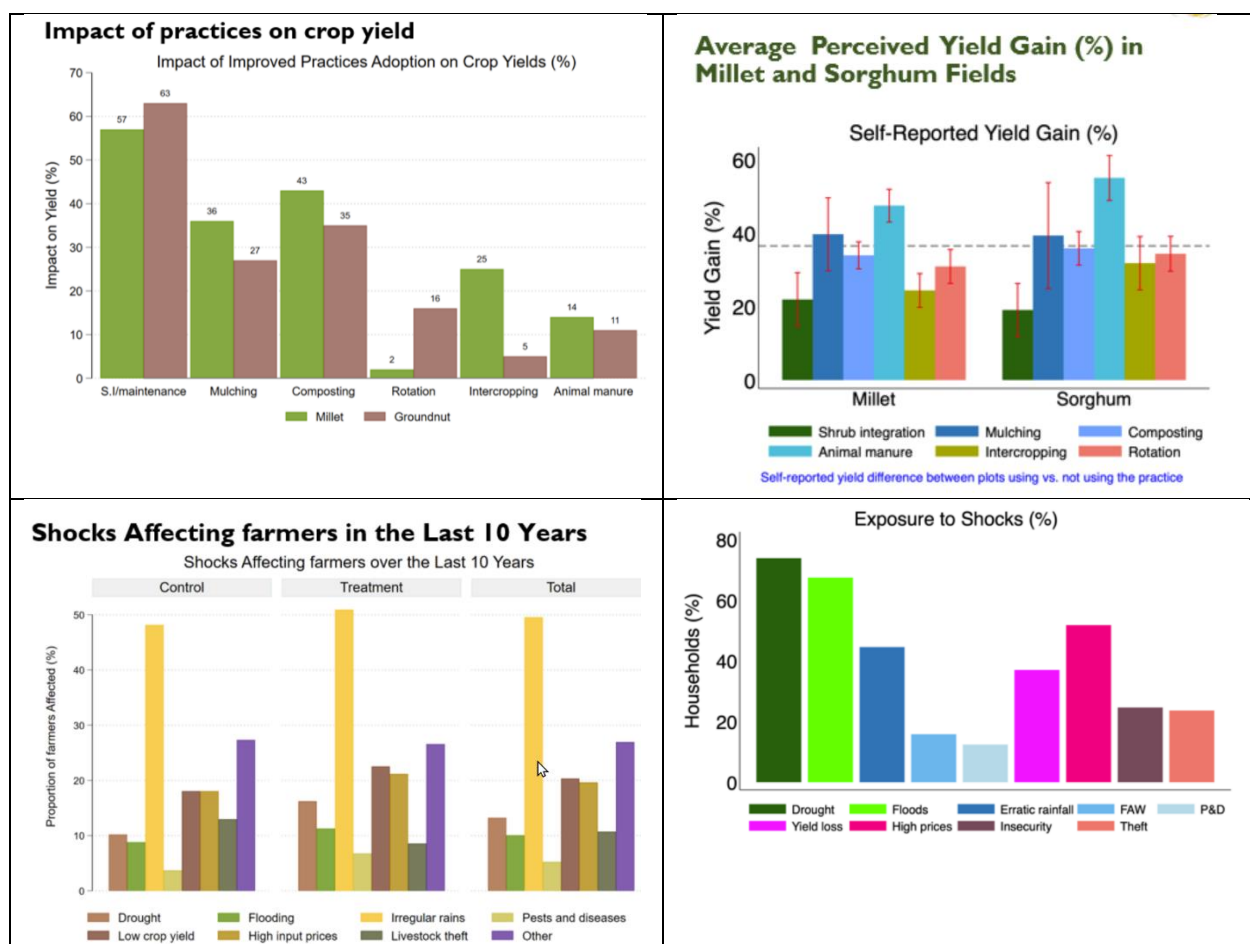 Impact of practices on crop yield
Impact of Improved Practices Adoption on Crop Yields (%)
Impact on Yield (%)
70
60
50
40
30
20
10
0
57
63
36
27
43
35
2
16
25
5
14
11
S.I/maintenance
Mulching
Composting
Rotation
Intercropping
Animal manure
Millet
Groundnut
Average Perceived Yield Gain (%) in
Millet and Sorghum Fields
Self-Reported Yield Gain (%)
Yield Gain (%)
60
40
20
0
Millet
Sorghum
Shrub integration
Mulching
Composting
Animal manure
Intercropping
Rotation
Self-reported yield difference between plots using vs. not using the practice
Shocks Affecting farmers in the Last 10 Years
Shocks Affecting farmers over the Last 10 Years
Control
Treatment
Total
Proportion of farmers Affected (%)
50
40
30
20
10
0
Drought
Flooding
Irregular rains
Pests and diseases
Low crop yield
High input prices
Livestock theft
Other
Exposure to Shocks (%)
Households (%)
80
60
40
20
0
Drought
Floods
Erratic rainfall
FAW
P&D
Yield loss
High prices
Insecurity
Theft